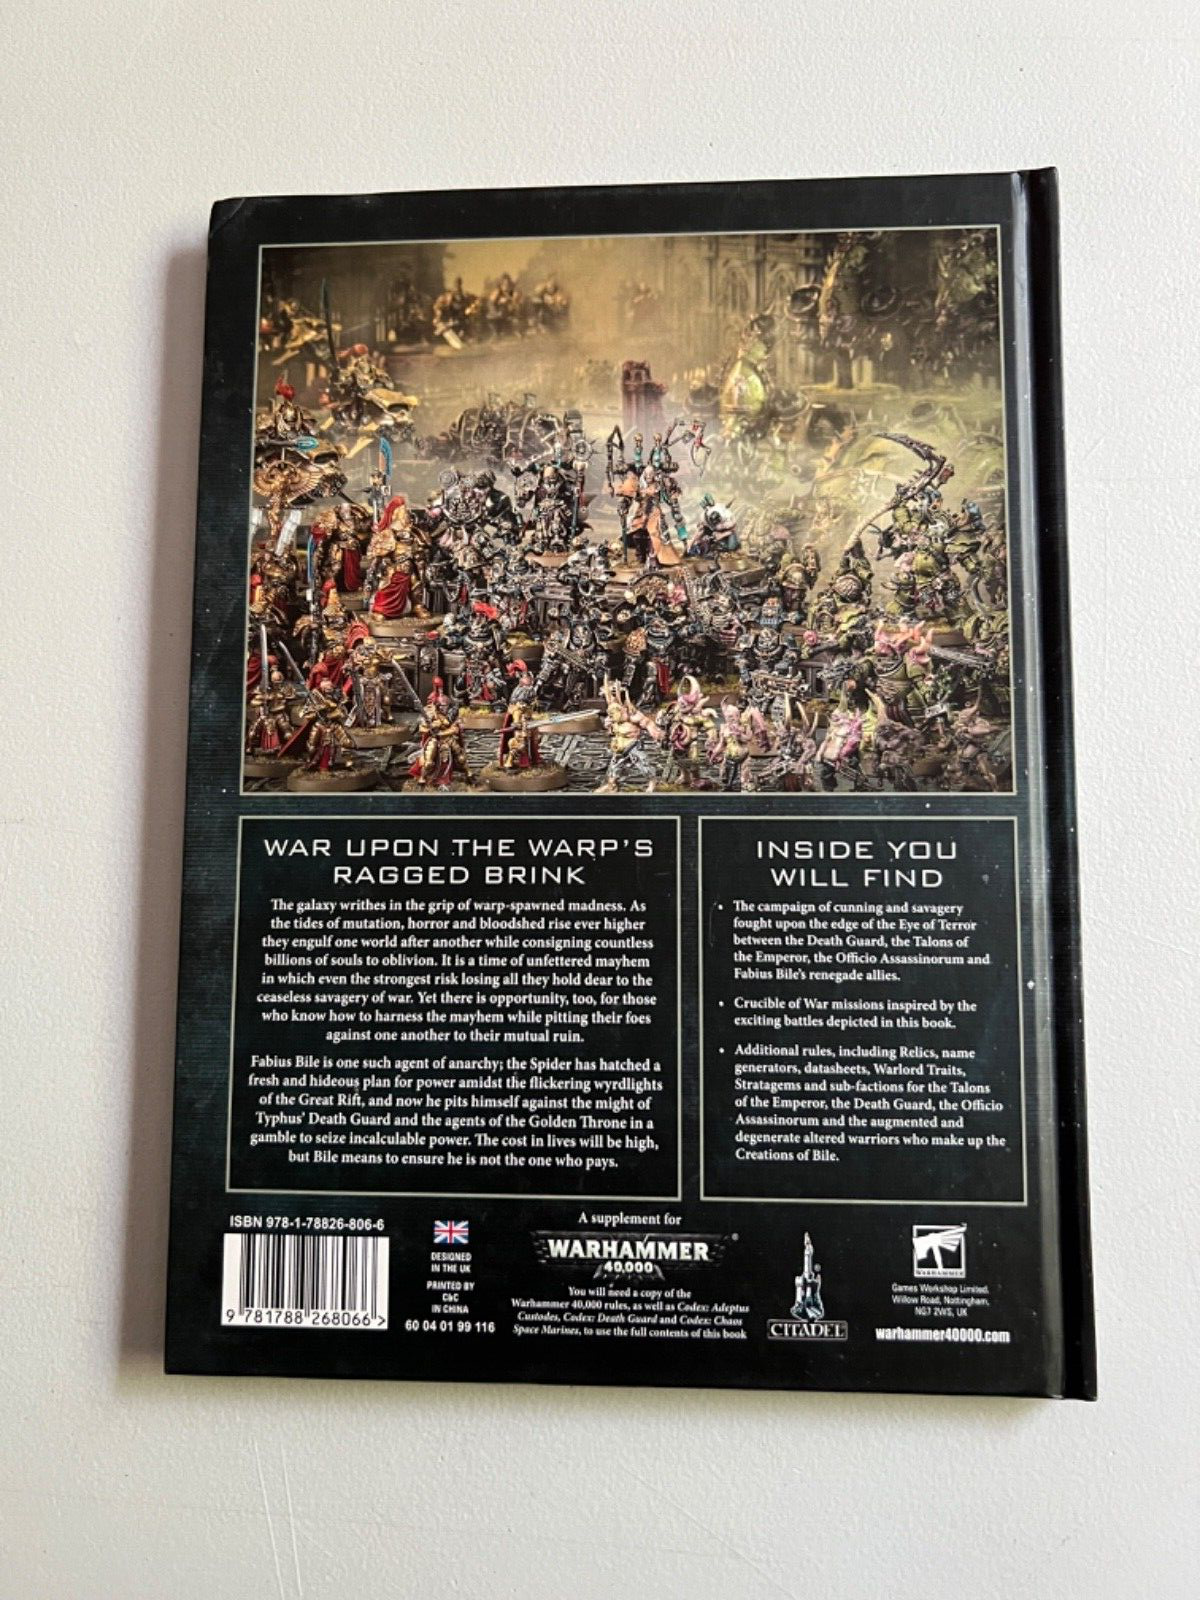 WAR UPON THE WARP'S
RAGGED BRINK
The galaxy writhes in the grip of warp-spawned madness. As
the tides of mutation, horror and bloodshed rise ever higher
they engulf one world after another while consigning countless
billions of souls to oblivion. It is a time of unfettered mayhem
in which even the strongest risk losing all they hold dear to the
ceaseless savagery of war. Yet there is opportunity, too, for those
who know how to harness the mayhem while pitting their foes
against one another to their mutual ruin.
Fabius Bile is one such agent of anarchy; the Spider has hatched a
fresh and hideous plan for power amidst the flickering wyrdlights
of the Great Rift, and now he pits himself against the might of
Typhus' Death Guard and the agents of the Golden Throne in a
gamble to seize incalculable power. The cost in lives will be high,
but Bile means to ensure he is not the one who pays.
INSIDE YOU
WILL FIND
• The campaign of cunning and savagery
fought upon the edge of the Eye of Terror
between the Death Guard, the Talons of
the Emperor, the Officio Assassinorum and
Fabius Bile's renegade allies.
• Crucible of War missions inspired by the
exciting battles depicted in this book.
• Additional rules, including Relics, name
generators, datasheets, Warlord Traits,
Stratagems and sub-factions for the Talons
of the Emperor, the Death Guard, the Officio
Assassinorum and the augmented and
degenerate altered warriors who make up the
Creations of Bile.
ISBN 978-1-78826-806-6
9 781788 268066 >
DESIGNED
IN THE UK
PRINTED BY
C&C
IN CHINA
60 04 01 99 116
A supplement for
WARHAMMER
40,000
®
You will need a copy of the
Warhammer 40,000 rules, as well as Codex: Adeptus
Custodes, Codex: Death Guard and Codex: Chaos
Space Marines, to use the full contents of this book
CITADEL
WARHAMMER
Games Workshop Limited.
Willow Road, Nottingham,
NG7 2WS, UK
warhammer40000.com